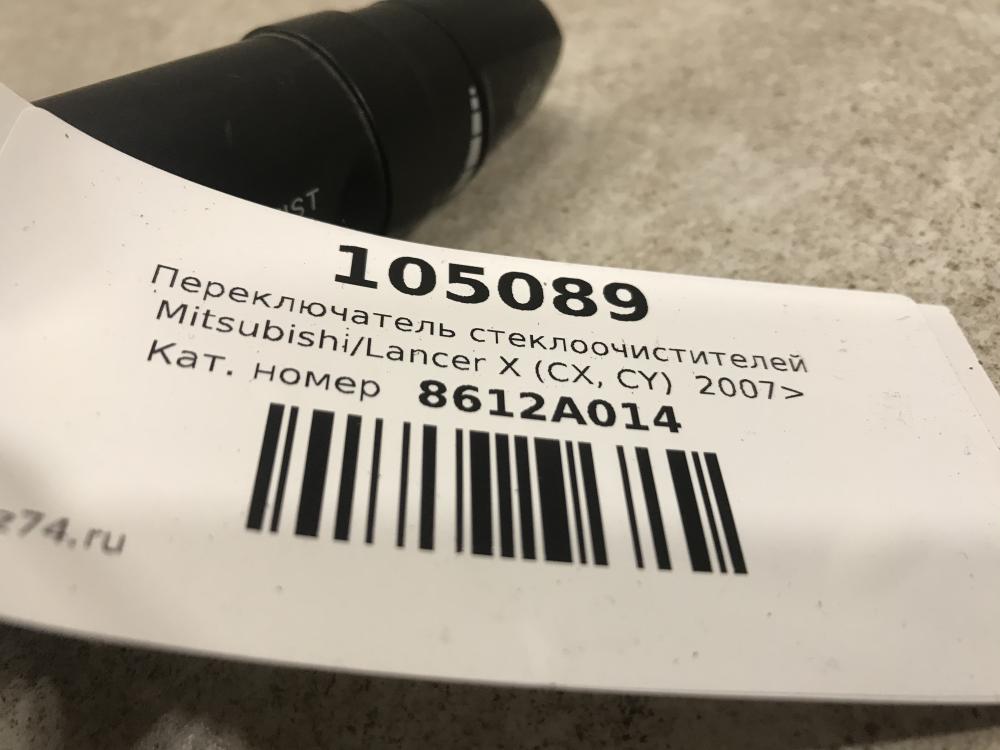 105089
Переключатель стеклоочистителей
Mitsubishi/Lancer X (CX, CY) 2007>
Кат. номер 8612A014